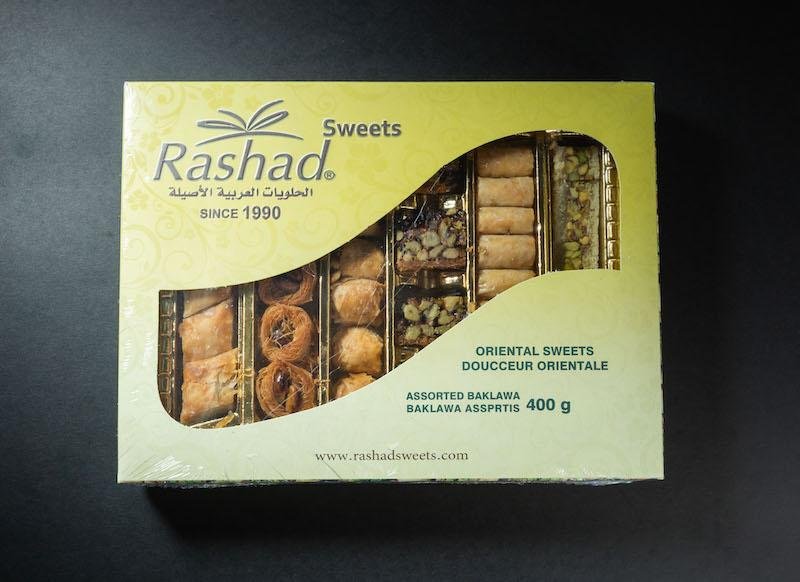 Sweets
Rashad®
الحلويات العربية الأصيلة
SINCE 1990
ORIENTAL SWEETS
DOUCCEUR ORIENTALE
ASSORTED BAKLAWA
BAKLAWA ASSPRTIS 400 g
www.rashadsweets.com